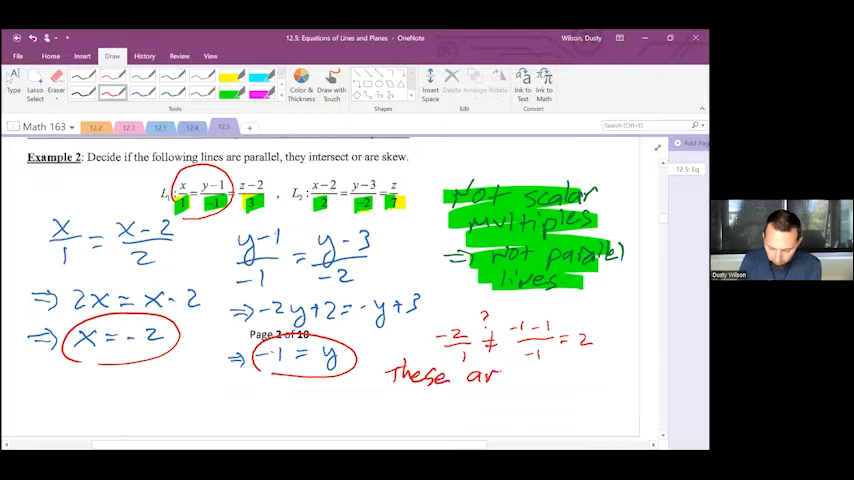 12.5: Equations of Lines and Planes - OneNote
Wilson, Dusty
File Home Insert Draw History Review View
Type Lasso Select Eraser
Color & Thickness Draw with Touch
Insert Space Delete Arrange Rotate
Ink to Text Ink to Math
Tools Shapes Edit Convert
Math 163 12.2 12.3 12.1 12.4 12.5 +
Search (Ctrl+E)
Add Pag
12.5 Eq
Example 2: Decide if the following lines are parallel, they intersect or are skew.
L₁: x/1 = (y-1)/-1 = (z-2)/3 , L₂: (x-2)/2 = (y-3)/-2 = z/7
Not scalar
multiples
⇒ Not parallel
lines
x/1 = (x-2)/2
⇒ 2x = x - 2
⇒ x = -2
(y-1)/-1 = (y-3)/-2
⇒ -2y+2 = -y+3
Page 2 of 10
⇒ -1 = y
?
-2/1 ≠ (-1-1)/-1 = 2
These ar
Dusty Wilson